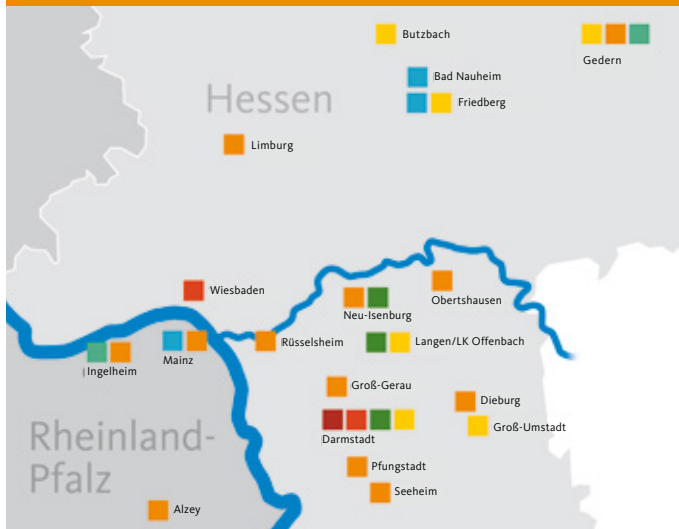 Butzbach
Gedern
Bad Nauheim
Hessen
Friedberg
Limburg
Wiesbaden
Obertshausen
Neu-Isenburg
Rüsselsheim
Langen/LK Offenbach
Mainz
Ingelheim
Groß-Gerau
Dieburg
Groß-Umstadt
Darmstadt
Rheinland-
Pfalz
Pfungstadt
Seeheim
Alzey